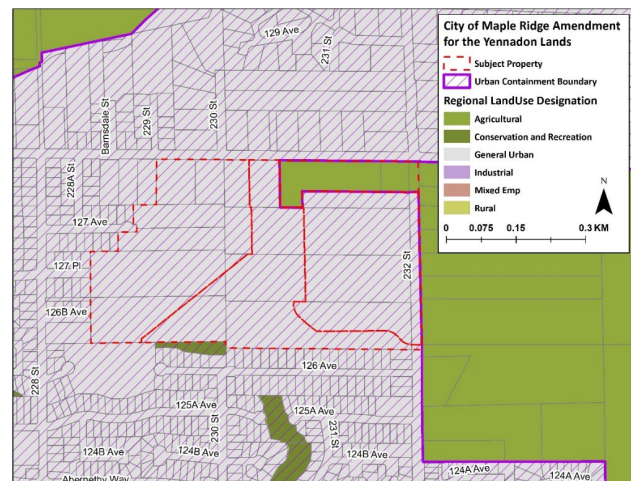 City of Maple Ridge Amendment
for the Yennadon Lands
Subject Property
Urban Containment Boundary
Regional LandUse Designation
Agricultural
Conservation and Recreation
General Urban
Industrial
Mixed Emp
Rural
N
0 0.075 0.15 0.3 KM
129 Ave
231 St
Barnsdale St
229 St
230 St
228A St
127 Ave
232 St
127 Pl
126B Ave
126 Ave
228 St
125A Ave
125A Ave
230 St
231 St
124B Ave
124B Ave
124B Ave
124A Ave
124A Ave
Abernethy Way